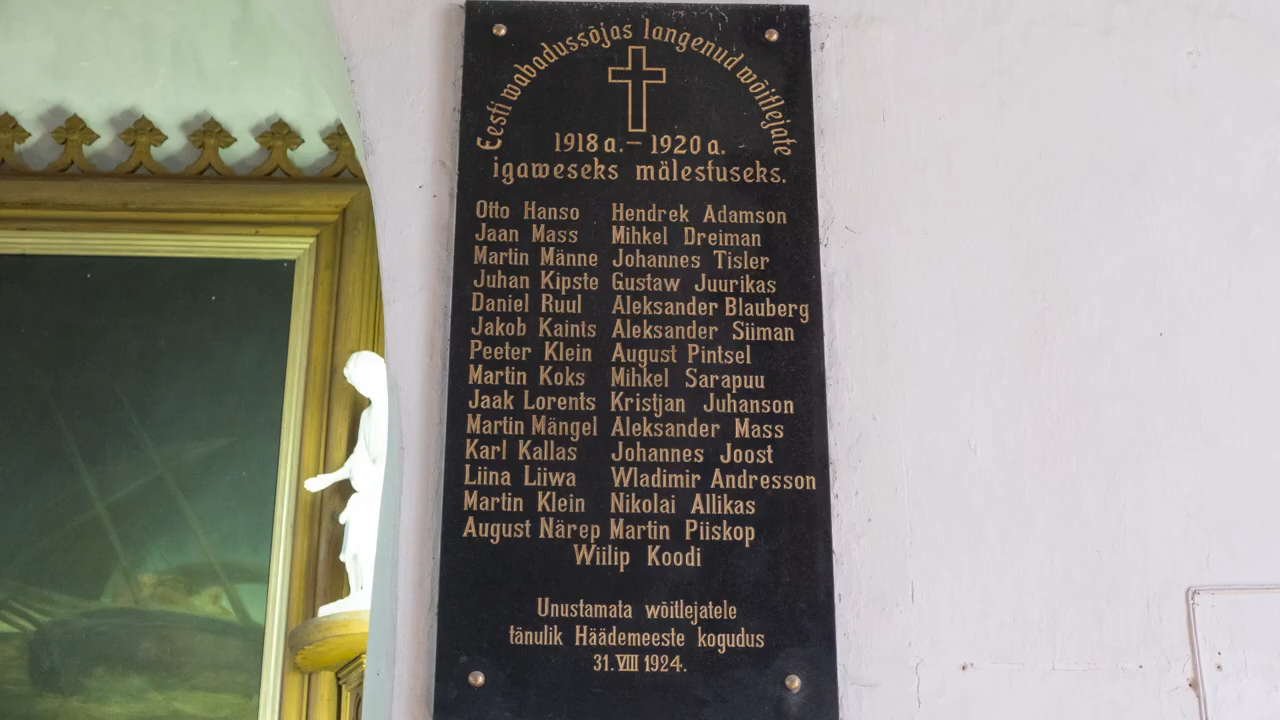 Eesti wabadussõjas langenud wõitlejate
1918 a. – 1920 a.
igaweseks mälestuseks.
Otto Hanso Hendrek Adamson
Jaan Mass Mihkel Dreiman
Martin Männe Johannes Tisler
Juhan Kipste Gustaw Juurikas
Daniel Ruul Aleksander Blauberg
Jakob Kaints Aleksander Siiman
Peeter Klein August Pintsel
Martin Koks Mihkel Sarapuu
Jaak Lorents Kristjan Juhanson
Martin Mängel Aleksander Mass
Karl Kallas Johannes Joost
Liina Liiwa Wladimir Andresson
Martin Klein Nikolai Allikas
August Närep Martin Piiskop
Wiilip Koodi
Unustamata wõitlejatele
tänulik Häädemeeste kogudus
31. VIII 1924.